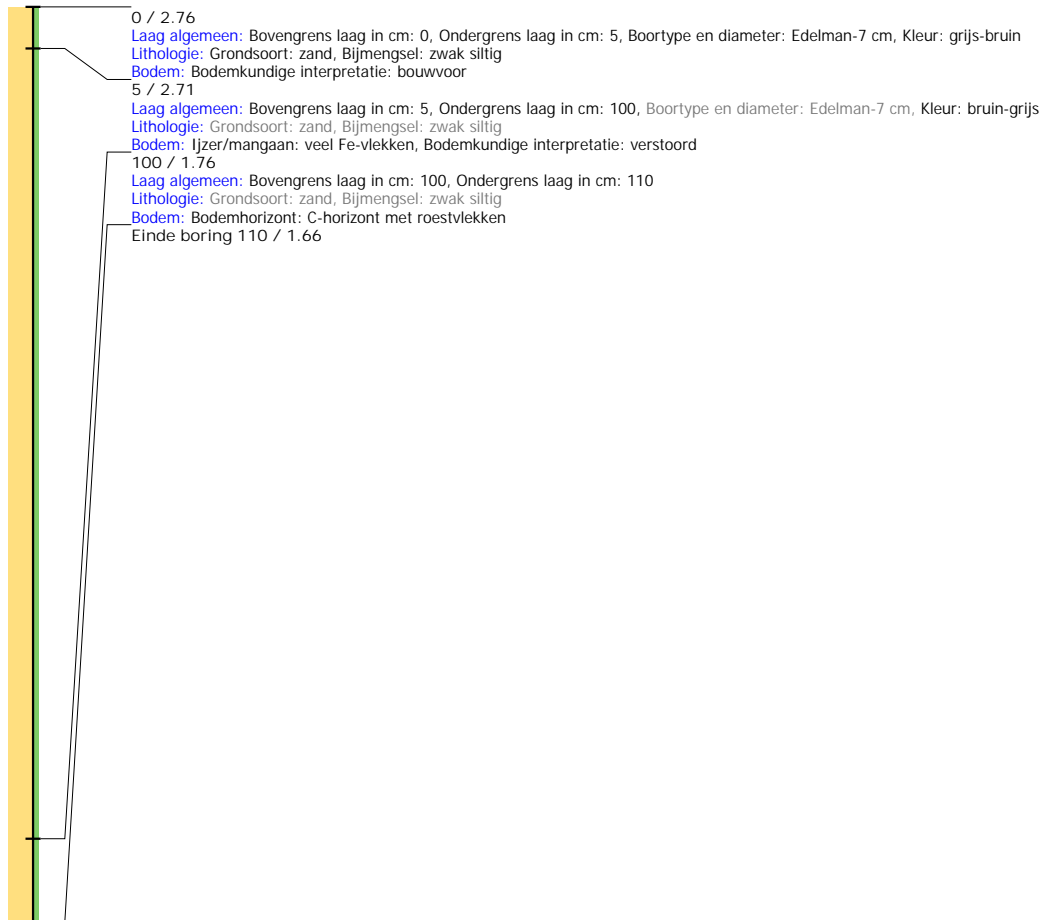 0 / 2.76
Laag algemeen: Bovengrens laag in cm: 0, Ondergrens laag in cm: 5, Boortype en diameter: Edelman-7 cm, Kleur: grijs-bruin
Lithologie: Grondsoort: zand, Bijmengsel: zwak siltig
Bodem: Bodemkundige interpretatie: bouwvoor
5 / 2.71
Laag algemeen: Bovengrens laag in cm: 5, Ondergrens laag in cm: 100, Boortype en diameter: Edelman-7 cm, Kleur: bruin-grijs
Lithologie: Grondsoort: zand, Bijmengsel: zwak siltig
Bodem: Ijzer/mangaan: veel Fe-vlekken, Bodemkundige interpretatie: verstoord
100 / 1.76
Laag algemeen: Bovengrens laag in cm: 100, Ondergrens laag in cm: 110
Lithologie: Grondsoort: zand, Bijmengsel: zwak siltig
Bodem: Bodemhorizont: C-horizont met roestvlekken
Einde boring 110 / 1.66